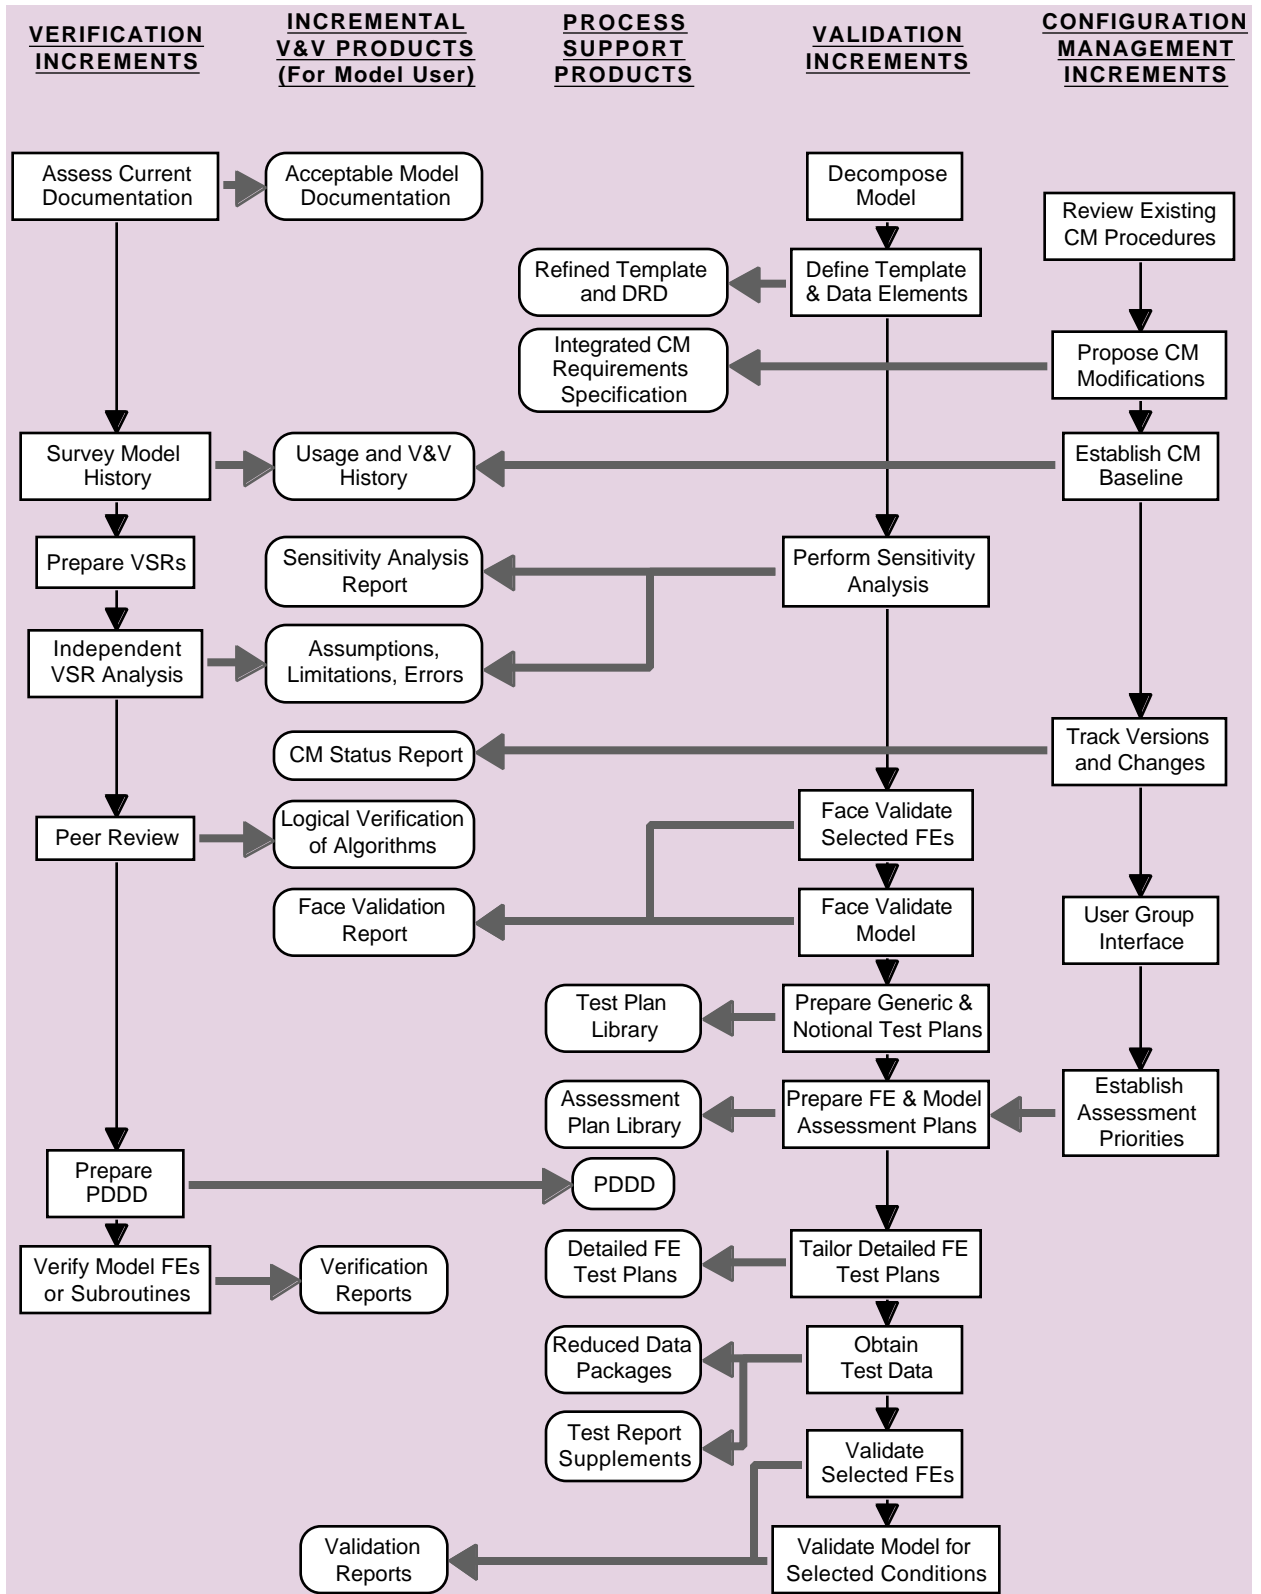 VERIFICATION
INCREMENTS
INCREMENTAL
V&V PRODUCTS
(For Model User)
PROCESS
SUPPORT
PRODUCTS
VALIDATION
INCREMENTS
CONFIGURATION
MANAGEMENT
INCREMENTS
Assess Current
Documentation
Acceptable Model
Documentation
Decompose
Model
Review Existing
CM Procedures
Refined Template
and DRD
Define Template
& Data Elements
Integrated CM
Requirements
Specification
Propose CM
Modifications
Survey Model
History
Usage and V&V
History
Establish CM
Baseline
Prepare VSRs
Sensitivity Analysis
Report
Perform Sensitivity
Analysis
Independent
VSR Analysis
Assumptions,
Limitations, Errors
CM Status Report
Track Versions
and Changes
Peer Review
Logical Verification
of Algorithms
Face Validate
Selected FEs
Face Validation
Report
Face Validate
Model
User Group
Interface
Test Plan
Library
Prepare Generic &
Notional Test Plans
Assessment
Plan Library
Prepare FE & Model
Assessment Plans
Establish
Assessment
Priorities
Prepare
PDDD
PDDD
Verify Model FEs
or Subroutines
Verification
Reports
Detailed FE
Test Plans
Tailor Detailed FE
Test Plans
Reduced Data
Packages
Obtain
Test Data
Test Report
Supplements
Validate
Selected FEs
Validation
Reports
Validate Model for
Selected Conditions